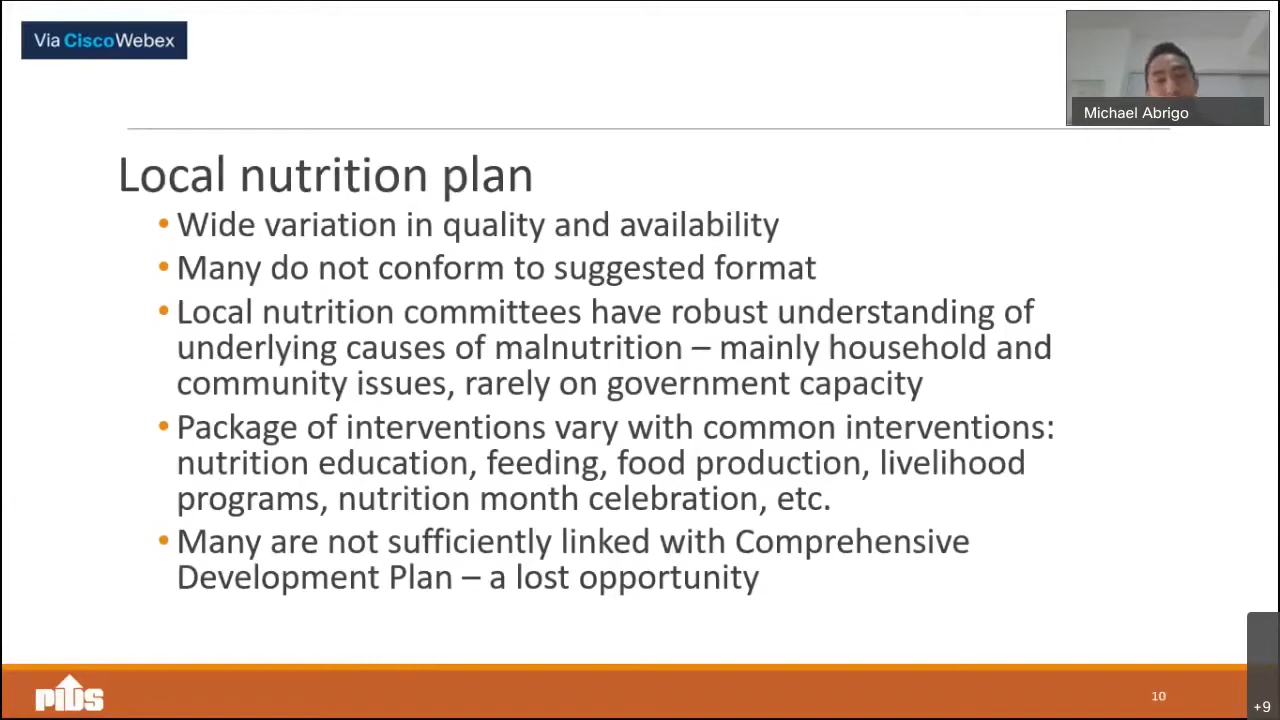 Via CiscoWebex
Michael Abrigo
Local nutrition plan
• Wide variation in quality and availability
• Many do not conform to suggested format
• Local nutrition committees have robust understanding of
underlying causes of malnutrition – mainly household and
community issues, rarely on government capacity
• Package of interventions vary with common interventions:
nutrition education, feeding, food production, livelihood
programs, nutrition month celebration, etc.
• Many are not sufficiently linked with Comprehensive
Development Plan – a lost opportunity
PIDS
10
+9